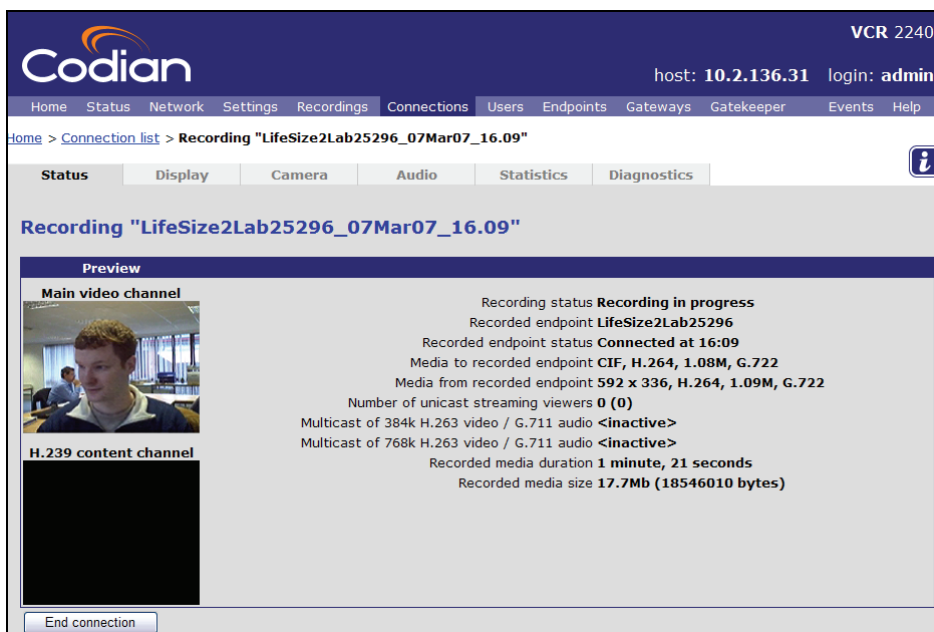 Codian
VCR 2240
host: 10.2.136.31 login: admin
Home Status Network Settings Recordings Connections Users Endpoints Gateways Gatekeeper Events Help
Home > Connection list > Recording "LifeSize2Lab25296_07Mar07_16.09"
i
Status Display Camera Audio Statistics Diagnostics
Recording "LifeSize2Lab25296_07Mar07_16.09"
Preview
Main video channel
Recording status Recording in progress
Recorded endpoint LifeSize2Lab25296
Recorded endpoint status Connected at 16:09
Media to recorded endpoint CIF, H.264, 1.08M, G.722
Media from recorded endpoint 592 x 336, H.264, 1.09M, G.722
Number of unicast streaming viewers 0 (0)
Multicast of 384k H.263 video / G.711 audio <inactive>
Multicast of 768k H.263 video / G.711 audio <inactive>
Recorded media duration 1 minute, 21 seconds
Recorded media size 17.7Mb (18546010 bytes)
H.239 content channel
End connection